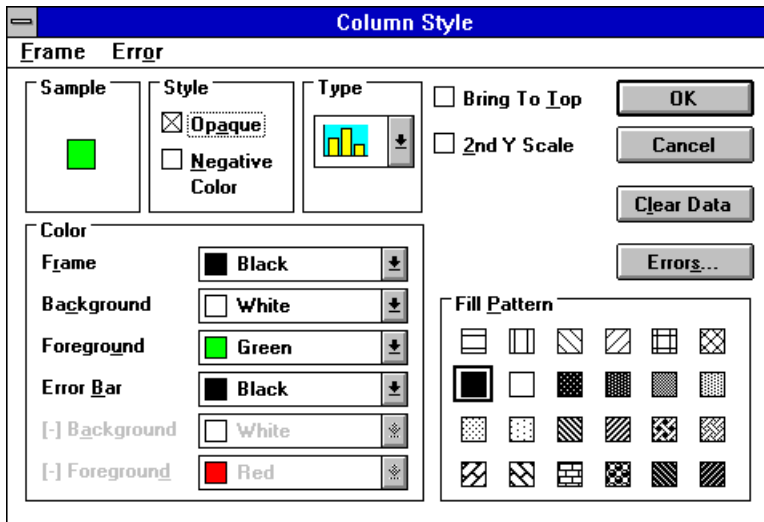 Column Style
Frame Error
Sample
Style
Opaque
Negative
Color
Type
Bring To Top
2nd Y Scale
OK
Cancel
Clear Data
Errors...
Color
Frame Black
Background White
Foreground Green
Error Bar Black
[-] Background White
[-] Foreground Red
Fill Pattern